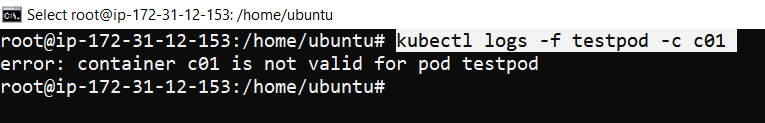 Select root@ip-172-31-12-153: /home/ubuntu
root@ip-172-31-12-153:/home/ubuntu# kubectl logs -f testpod -c c01
error: container c01 is not valid for pod testpod
root@ip-172-31-12-153:/home/ubuntu#